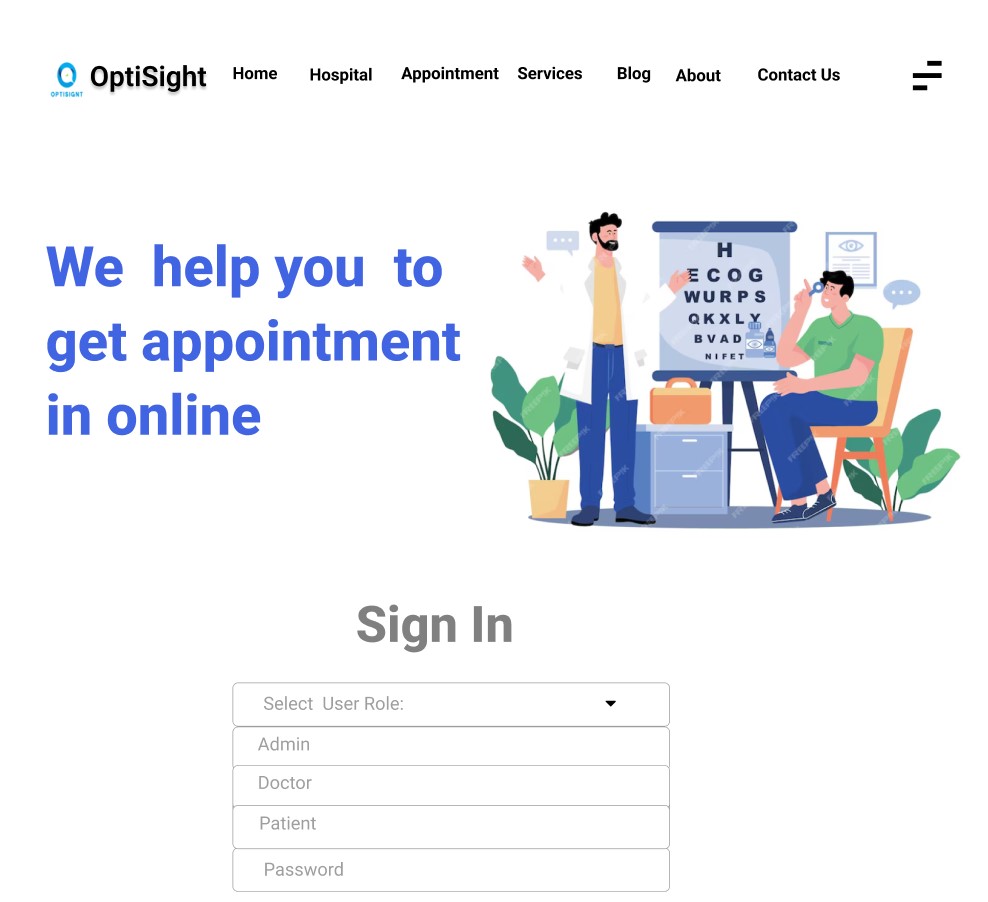 OPTISIGNT
OptiSight
Home
Hospital
Appointment
Services
Blog
About
Contact Us
We help you to
get appointment
in online
H
ECOG
WURPS
QKXLY
BVAD
NIFET
Sign In
Select User Role:
Admin
Doctor
Patient
Password